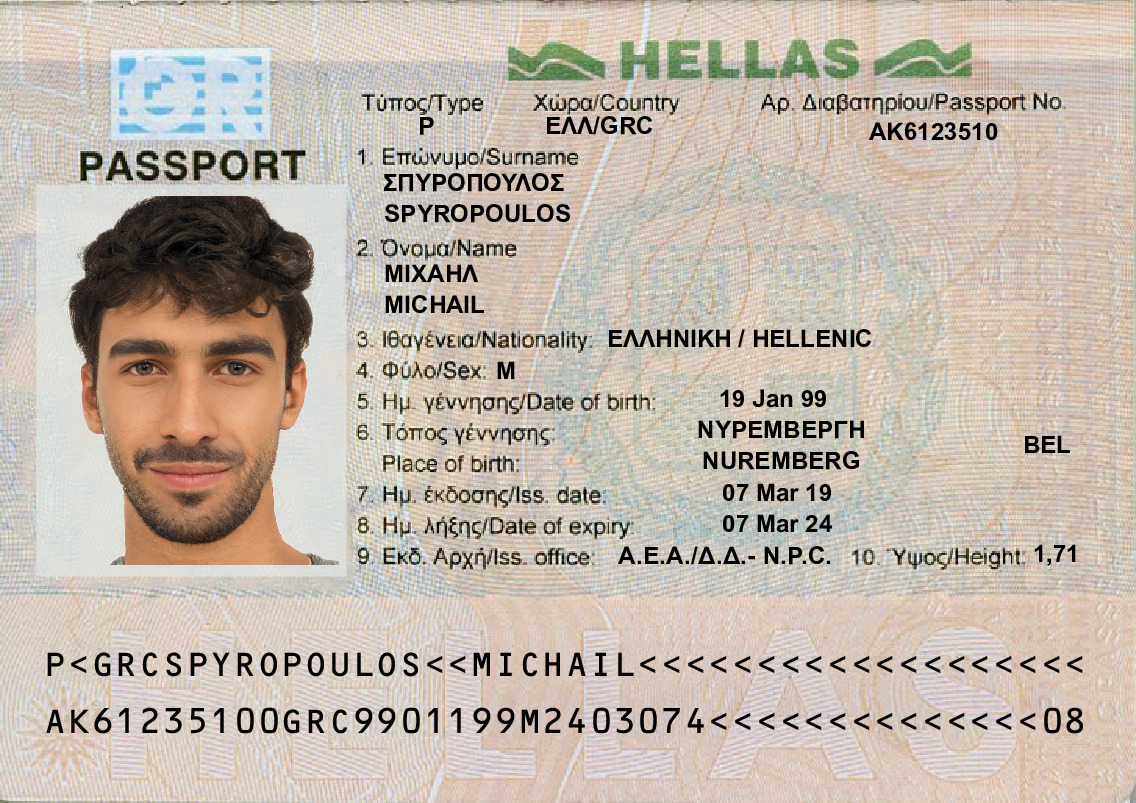 GR
HELLAS
PASSPORT
Τύπος/Type Χώρα/Country Αρ. Διαβατηρίου/Passport No.
P ΕΛΛ/GRC AK6123510
1. Επώνυμο/Surname
ΣΠΥΡΟΠΟΥΛΟΣ
SPYROPOULOS
2. Όνομα/Name
ΜΙΧΑΗΛ
MICHAIL
3. Ιθαγένεια/Nationality: ΕΛΛΗΝΙΚΗ / HELLENIC
4. Φύλο/Sex: M
5. Ημ. γέννησης/Date of birth: 19 Jan 99
6. Τόπος γέννησης: ΝΥΡΕΜΒΕΡΓΗ
Place of birth: NUREMBERG BEL
7. Ημ. έκδοσης/Iss. date: 07 Mar 19
8. Ημ. λήξης/Date of expiry: 07 Mar 24
9. Εκδ. Αρχή/Iss. office: Α.Ε.Α./Δ.Δ.- N.P.C. 10. Ύψος/Height: 1,71
HELLAS
P<GRCSPYROPOULOS<<MICHAIL<<<<<<<<<<<<<<<<<<<
AK61235100GRC9901199M2403074<<<<<<<<<<<<<<08